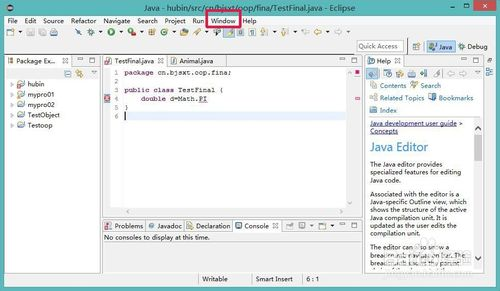 Java - hubin/src/cn/bjsxt/oop/fina/TestFinal.java - Eclipse
File Edit Source Refactor Navigate Search Project Run Window Help
Quick Access
Java Debug
Package Ex...
hubin
mypro01
mypro02
TestObject
Testoop
TestFinal.java Animal.java
1 package cn.bjsxt.oop.fina;
2
3 public class TestFinal {
4 double d=Math.PI
5 }
6
Problems Javadoc Declaration Console
No consoles to display at this time.
Help
Contents Search
Related Topics Bookmarks
Index
Java development user guide >
Concepts
Java Editor
The Java editor provides
specialized features for editing
Java code.
Associated with the editor is a
Java-specific Outline view, which
shows the structure of the active
Java compilation unit. It is
updated as the user edits the
compilation unit.
The editor can also show a
Writable Smart Insert 6 : 1